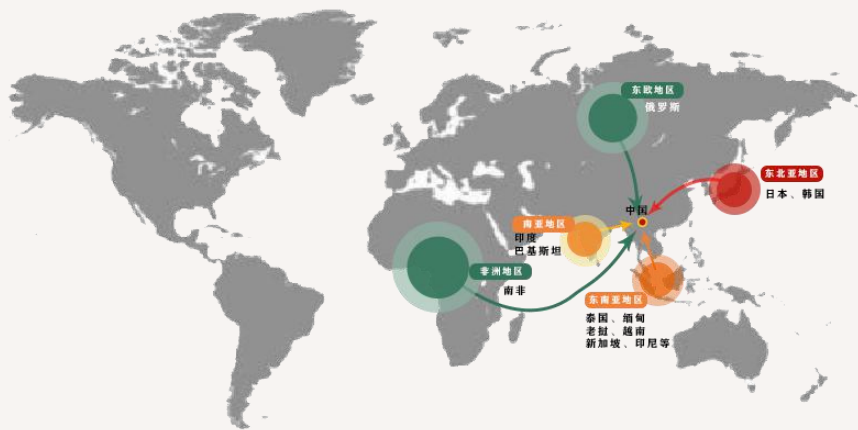 东欧地区
俄罗斯
东北亚地区
日本、韩国
中国
南亚地区
印度
巴基斯坦
非洲地区
南非
东南亚地区
泰国、缅甸
老挝、越南
新加坡、印尼等